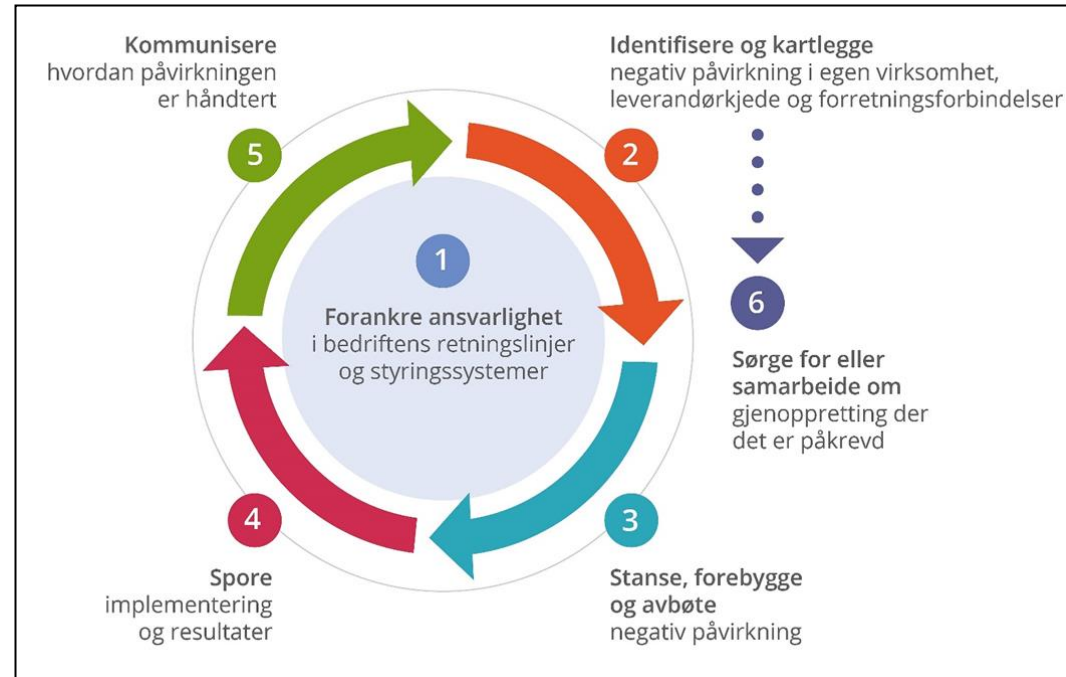 Kommunisere
hvordan påvirkningen
er håndtert
5
Identifisere og kartlegge
negativ påvirkning i egen virksomhet,
leverandørkjede og forretningsforbindelser
2
1
Forankre ansvarlighet
i bedriftens retningslinjer
og styringssystemer
6
Sørge for eller
samarbeide om
gjenoppretting der
det er påkrevd
4
Spore
implementering
og resultater
3
Stanse, forebygge
og avbøte
negativ påvirkning